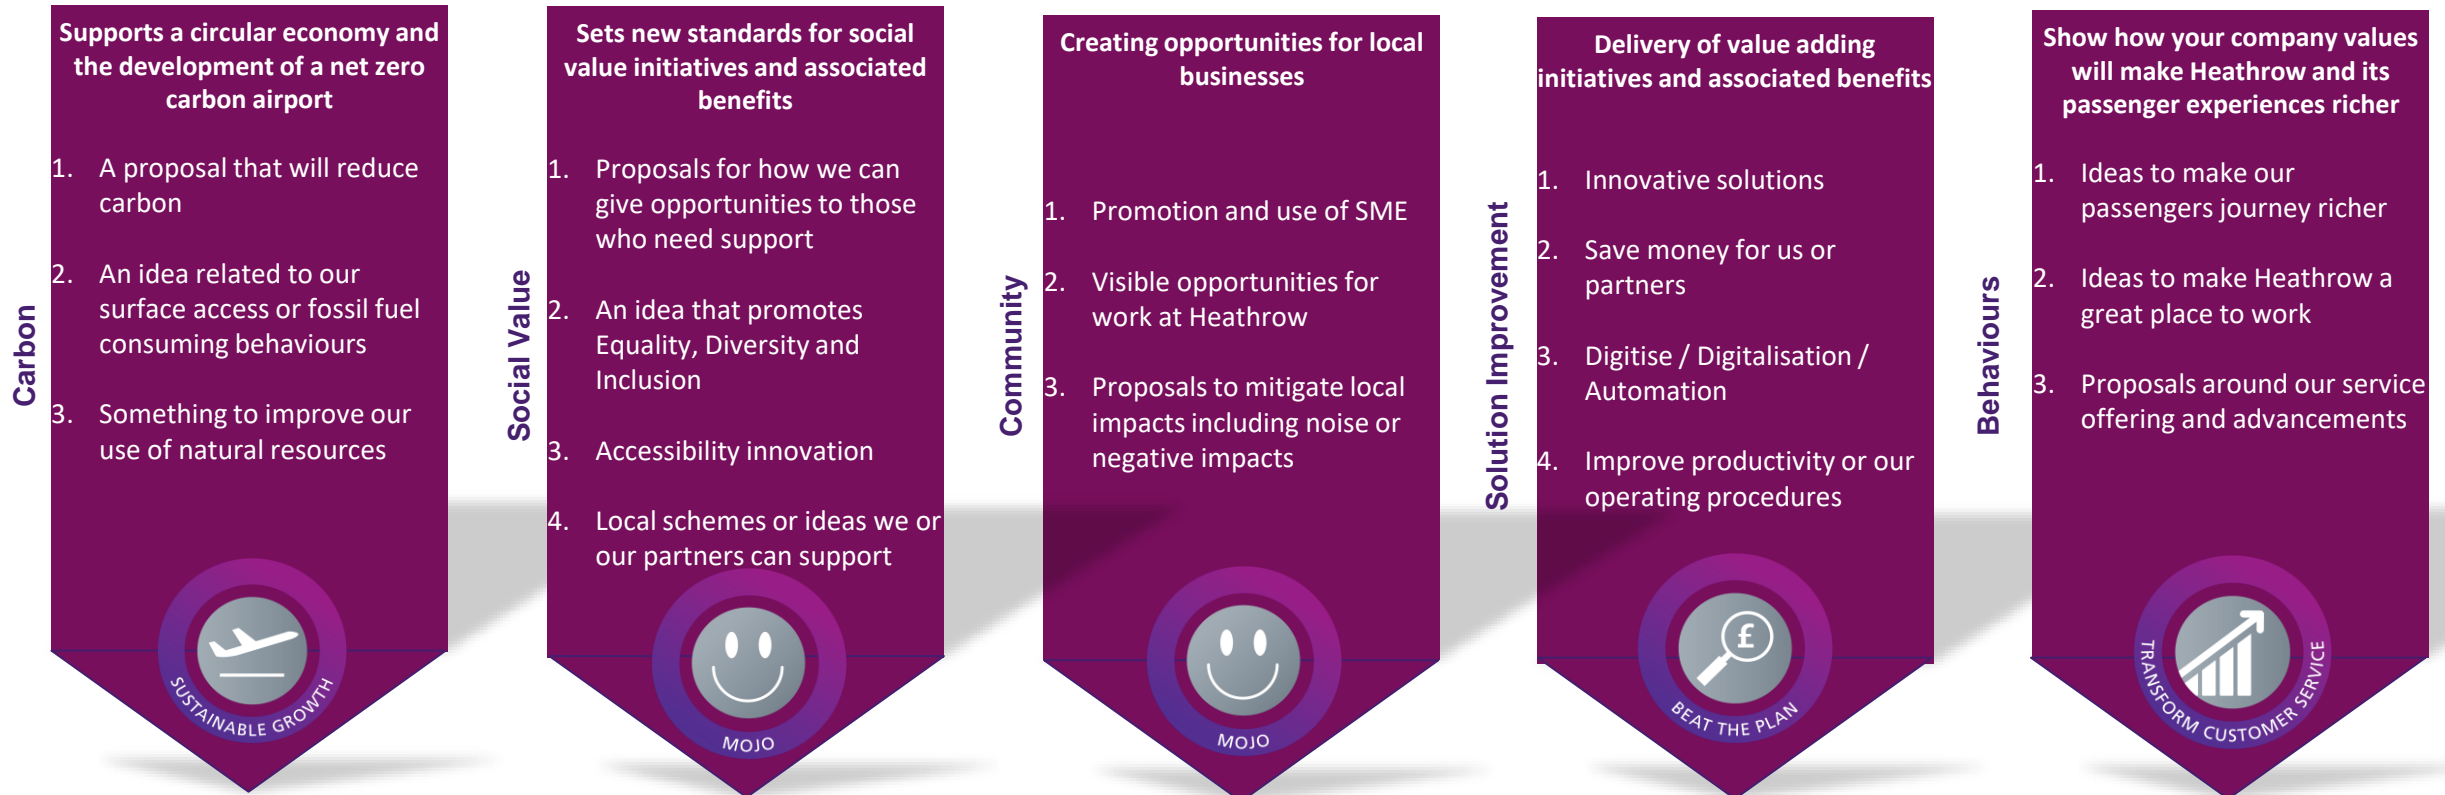 Carbon
Supports a circular economy and
the development of a net zero
carbon airport
1. A proposal that will reduce
carbon
2. An idea related to our
surface access or fossil fuel
consuming behaviours
3. Something to improve our
use of natural resources
SUSTAINABLE GROWTH
Social Value
Sets new standards for social
value initiatives and associated
benefits
1. Proposals for how we can
give opportunities to those
who need support
2. An idea that promotes
Equality, Diversity and
Inclusion
3. Accessibility innovation
4. Local schemes or ideas we or
our partners can support
MOJO
Community
Creating opportunities for local
businesses
1. Promotion and use of SME
2. Visible opportunities for
work at Heathrow
3. Proposals to mitigate local
impacts including noise or
negative impacts
MOJO
Solution Improvement
Delivery of value adding
initiatives and associated benefits
1. Innovative solutions
2. Save money for us or
partners
3. Digitise / Digitalisation /
Automation
4. Improve productivity or our
operating procedures
£
BEAT THE PLAN
Behaviours
Show how your company values
will make Heathrow and its
passenger experiences richer
1. Ideas to make our
passengers journey richer
2. Ideas to make Heathrow a
great place to work
3. Proposals around our service
offering and advancements
TRANSFORM CUSTOMER SERVICE